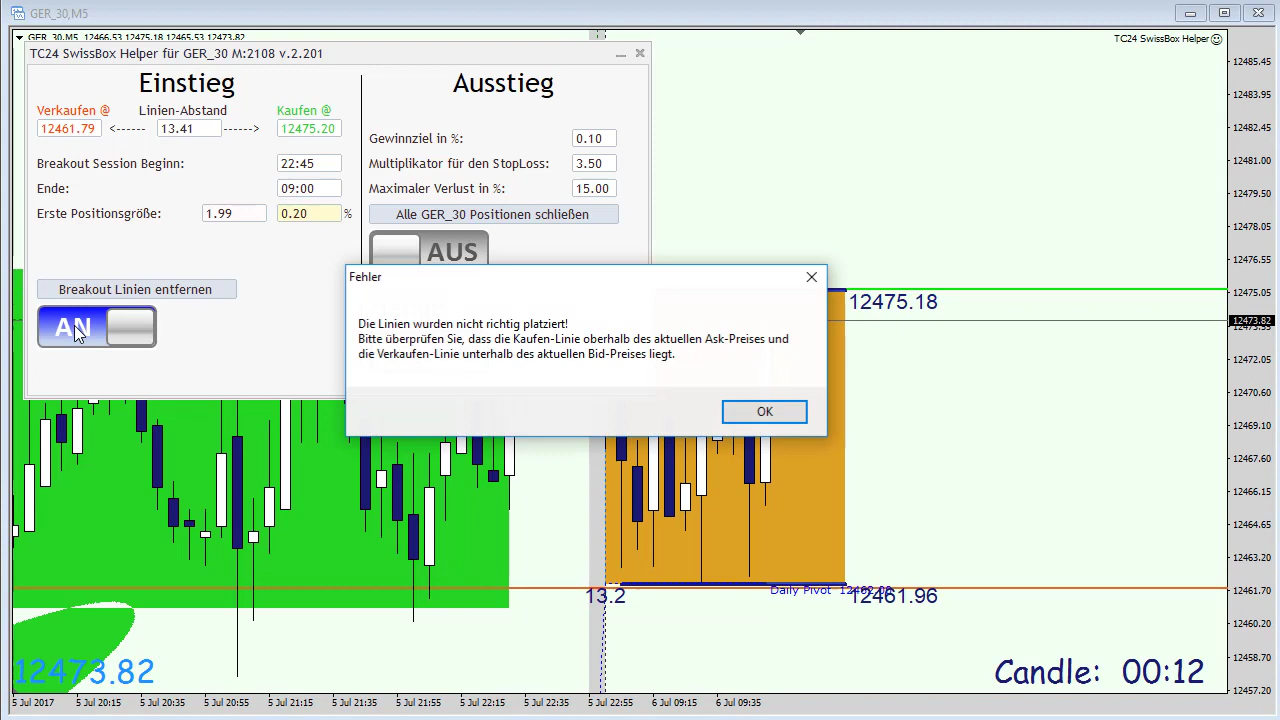 GER_30,M5
GER_30,M5 12466.53 12475.18 12465.53 12473.82
TC24 SwissBox Helper
TC24 SwissBox Helper für GER_30 M:2108 v.2.201
Einstieg
Verkaufen @ Linien-Abstand Kaufen @
12461.79 <------ 13.41 -----> 12475.20
Breakout Session Beginn: 22:45
Ende: 09:00
Erste Positionsgröße: 1.99 0.20 %
Breakout Linien entfernen
AN
Ausstieg
Gewinnziel in %: 0.10
Multiplikator für den StopLoss: 3.50
Maximaler Verlust in %: 15.00
Alle GER_30 Positionen schließen
AUS
Fehler
Die Linien wurden nicht richtig platziert!
Bitte überprüfen Sie, dass die Kaufen-Linie oberhalb des aktuellen Ask-Preises und
die Verkaufen-Linie unterhalb des aktuellen Bid-Preises liegt.
OK
12475.18
13.2
Daily Pivot
12461.96
12473.82
Candle: 00:12
12485.45
12483.95
12482.45
12481.00
12479.50
12478.05
12476.55
12475.05
12473.82
12472.05
12470.60
12469.10
12467.60
12466.15
12464.65
12463.20
12461.70
12460.20
12458.70
12457.20
5 Jul 2017 5 Jul 20:15 5 Jul 20:35 5 Jul 20:55 5 Jul 21:15 5 Jul 21:35 5 Jul 21:55 5 Jul 22:15 5 Jul 22:35 5 Jul 22:55 6 Jul 09:15 6 Jul 09:35